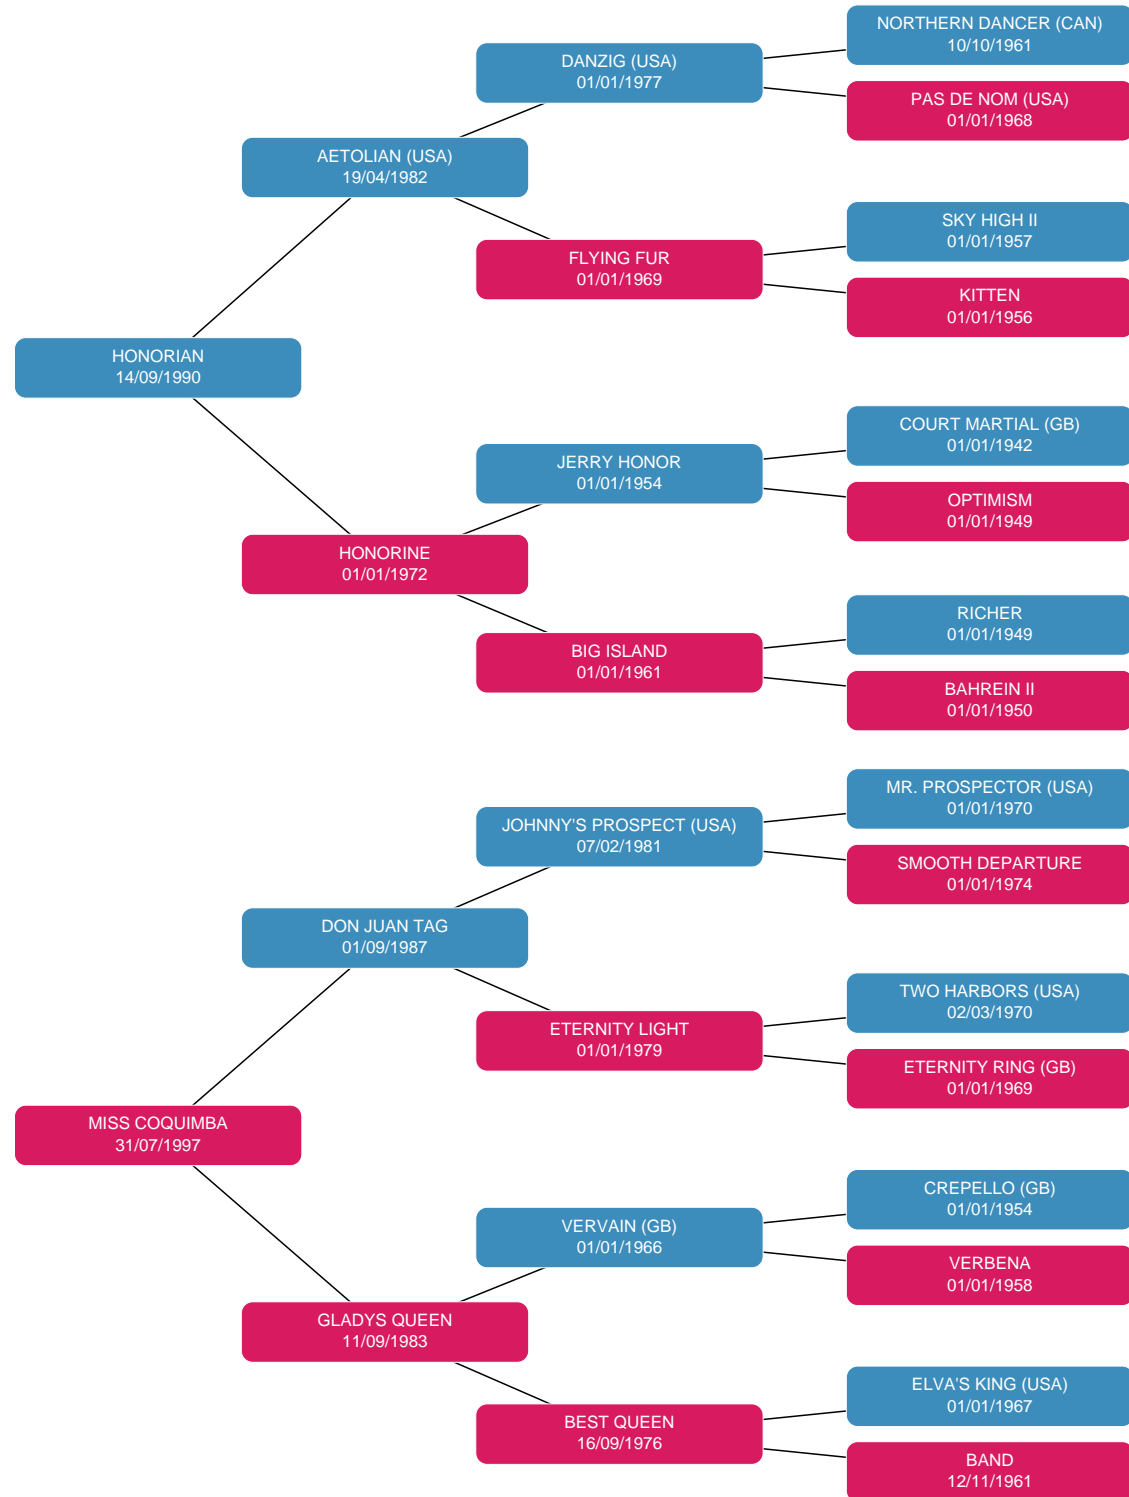 NORTHERN DANCER (CAN)
10/10/1961
DANZIG (USA)
01/01/1977
PAS DE NOM (USA)
01/01/1968
AETOLIAN (USA)
19/04/1982
SKY HIGH II
01/01/1957
FLYING FUR
01/01/1969
KITTEN
01/01/1956
HONORIAN
14/09/1990
COURT MARTIAL (GB)
01/01/1942
JERRY HONOR
01/01/1954
OPTIMISM
01/01/1949
HONORINE
01/01/1972
RICHER
01/01/1949
BIG ISLAND
01/01/1961
BAHREIN II
01/01/1950
MR. PROSPECTOR (USA)
01/01/1970
JOHNNY'S PROSPECT (USA)
07/02/1981
SMOOTH DEPARTURE
01/01/1974
DON JUAN TAG
01/09/1987
TWO HARBORS (USA)
02/03/1970
ETERNITY LIGHT
01/01/1979
ETERNITY RING (GB)
01/01/1969
MISS COQUIMBA
31/07/1997
CREPELLO (GB)
01/01/1954
VERVAIN (GB)
01/01/1966
VERBENA
01/01/1958
GLADYS QUEEN
11/09/1983
ELVA'S KING (USA)
01/01/1967
BEST QUEEN
16/09/1976
BAND
12/11/1961